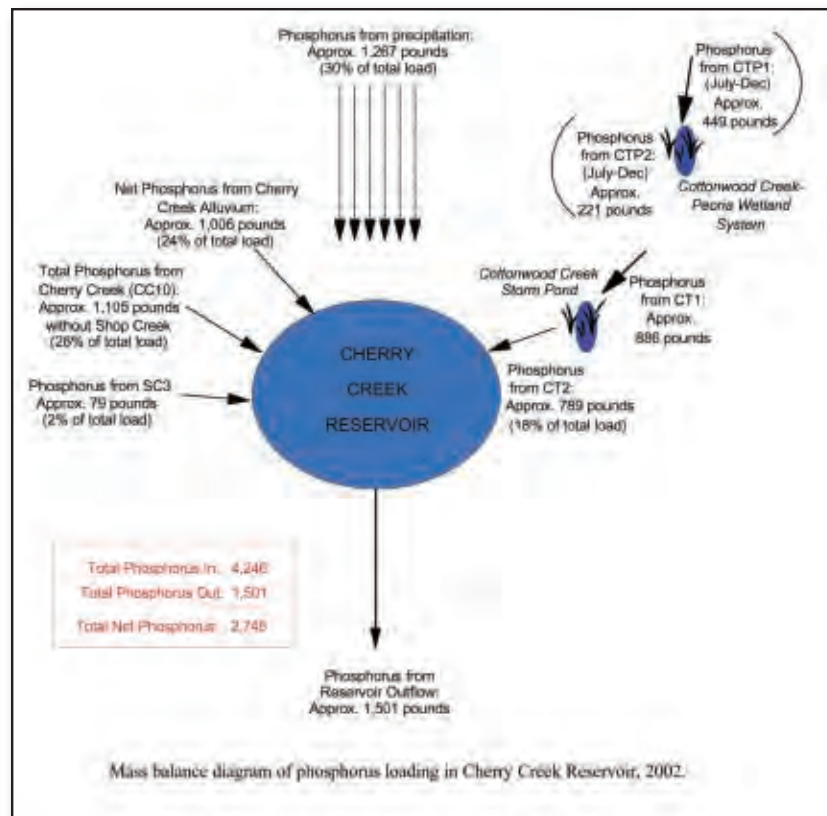 Phosphorus from precipitation:
Approx. 1,267 pounds
(30% of total load)
Phosphorus
from CTP1:
(July-Dec)
Approx.
449 pounds
Phosphorus
from CTP2:
(July-Dec)
Approx.
221 pounds
Cottonwood Creek-
Peoria Wetland
System
Net Phosphorus from Cherry
Creek Alluvium:
Approx. 1,006 pounds
(24% of total load)
Total Phosphorus from
Cherry Creek (CC10):
Approx. 1,105 pounds
without Shop Creek
(26% of total load)
Cottonwood Creek
Storm Pond
Phosphorus
from CT1:
Approx.
886 pounds
CHERRY
CREEK
RESERVOIR
Phosphorus from SC3
Approx. 79 pounds
(2% of total load)
Phosphorus
from CT2:
Approx. 789 pounds
(18% of total load)
Total Phosphorus In: 4,246
Total Phosphorus Out: 1,501
Total Net Phosphorus: 2,745
Phosphorus from
Reservoir Outflow:
Approx. 1,501 pounds
Mass balance diagram of phosphorus loading in Cherry Creek Reservoir, 2002.